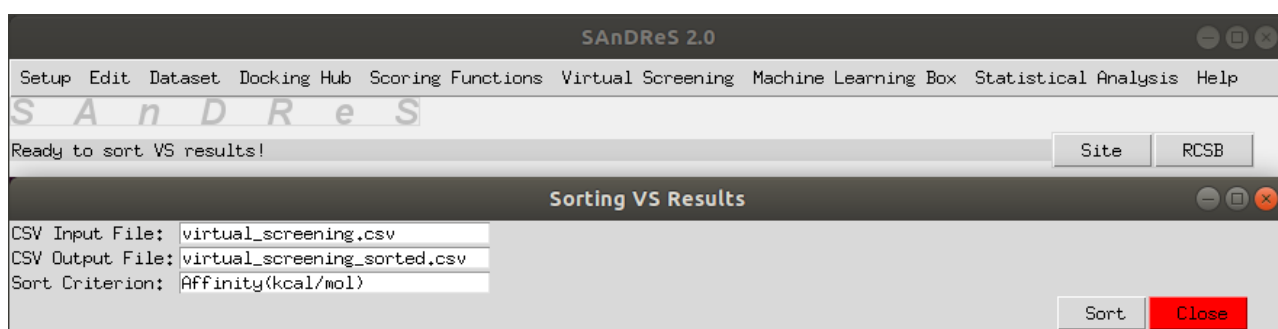 SAnDReS 2.0
Setup Edit Dataset Docking Hub Scoring Functions Virtual Screening Machine Learning Box Statistical Analysis Help
S A n D R e S
Ready to sort VS results! Site RCSB
Sorting VS Results
CSV Input File: virtual_screening.csv
CSV Output File: virtual_screening_sorted.csv
Sort Criterion: Affinity(kcal/mol)
Sort Close